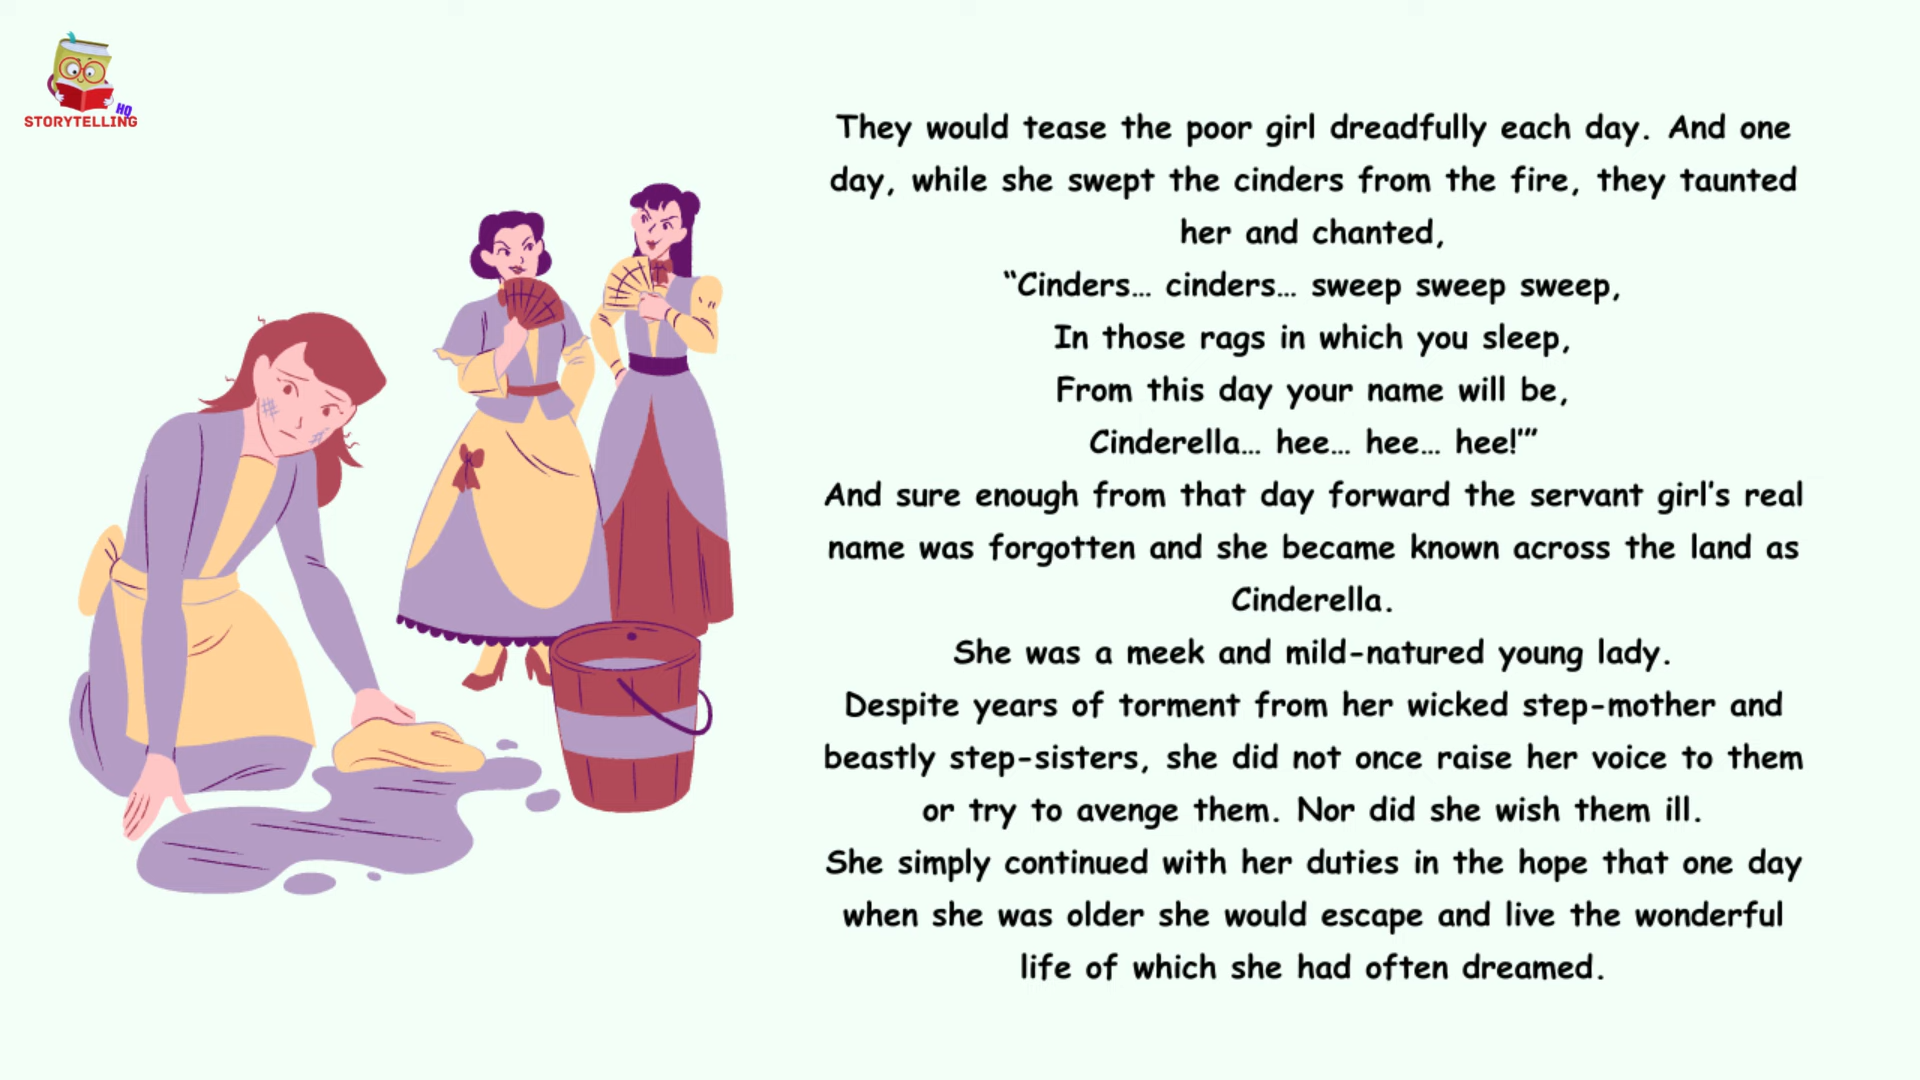 HQ
STORYTELLING
They would tease the poor girl dreadfully each day. And one
day, while she swept the cinders from the fire, they taunted
her and chanted,
“Cinders… cinders… sweep sweep sweep,
In those rags in which you sleep,
From this day your name will be,
Cinderella… hee… hee… hee!’”
And sure enough from that day forward the servant girl’s real
name was forgotten and she became known across the land as
Cinderella.
She was a meek and mild-natured young lady.
Despite years of torment from her wicked step-mother and
beastly step-sisters, she did not once raise her voice to them
or try to avenge them. Nor did she wish them ill.
She simply continued with her duties in the hope that one day
when she was older she would escape and live the wonderful
life of which she had often dreamed.